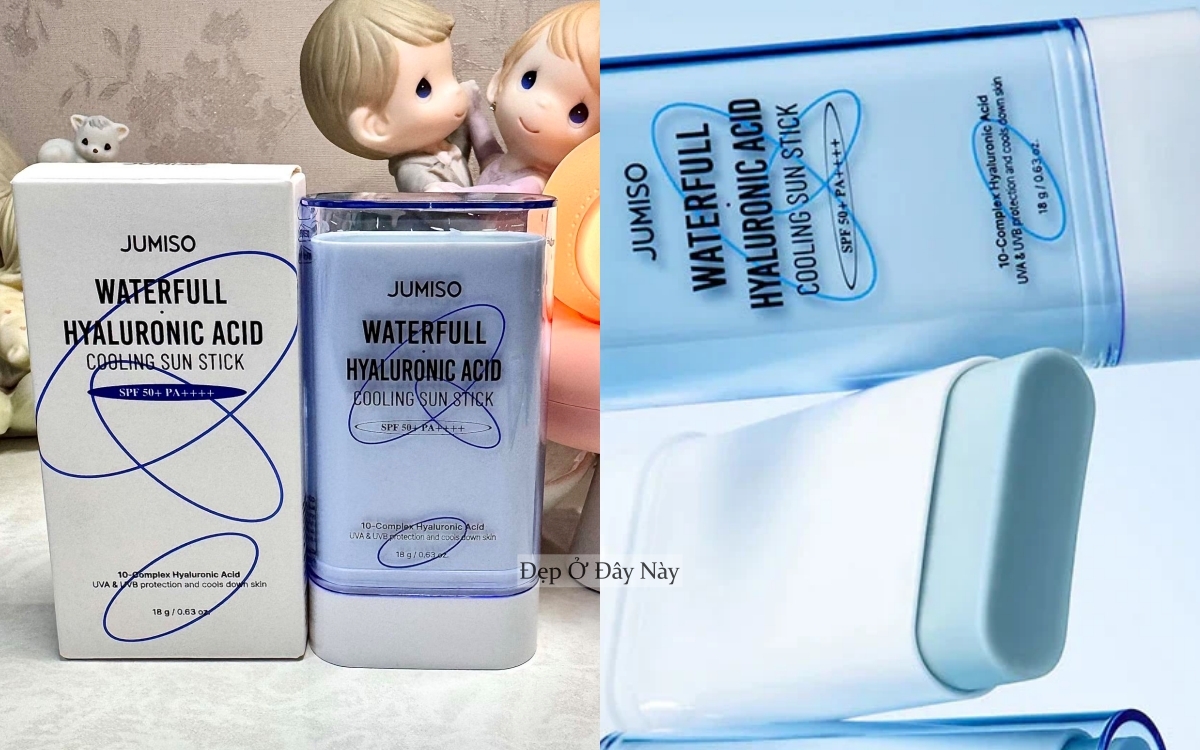 JUMISO
WATERFULL
HYALURONIC ACID
COOLING SUN STICK
SPF 50+ PA++++
10-Complex Hyaluronic Acid
UVA & UVB protection and cools down skin
18 g / 0.63 oz.
JUMISO
WATERFULL
HYALURONIC ACID
COOLING SUN STICK
SPF 50+ PA++++
10-Complex Hyaluronic Acid
UVA & UVB protection and cools down skin
18 g / 0.63 oz.
Đẹp Ở Đây Này
JUMISO
WATERFULL
HYALURONIC ACID
COOLING SUN STICK
SPF 50+ PA++++
10-Complex Hyaluronic Acid
UVA & UVB protection and cools down skin
18 g / 0.63 oz.